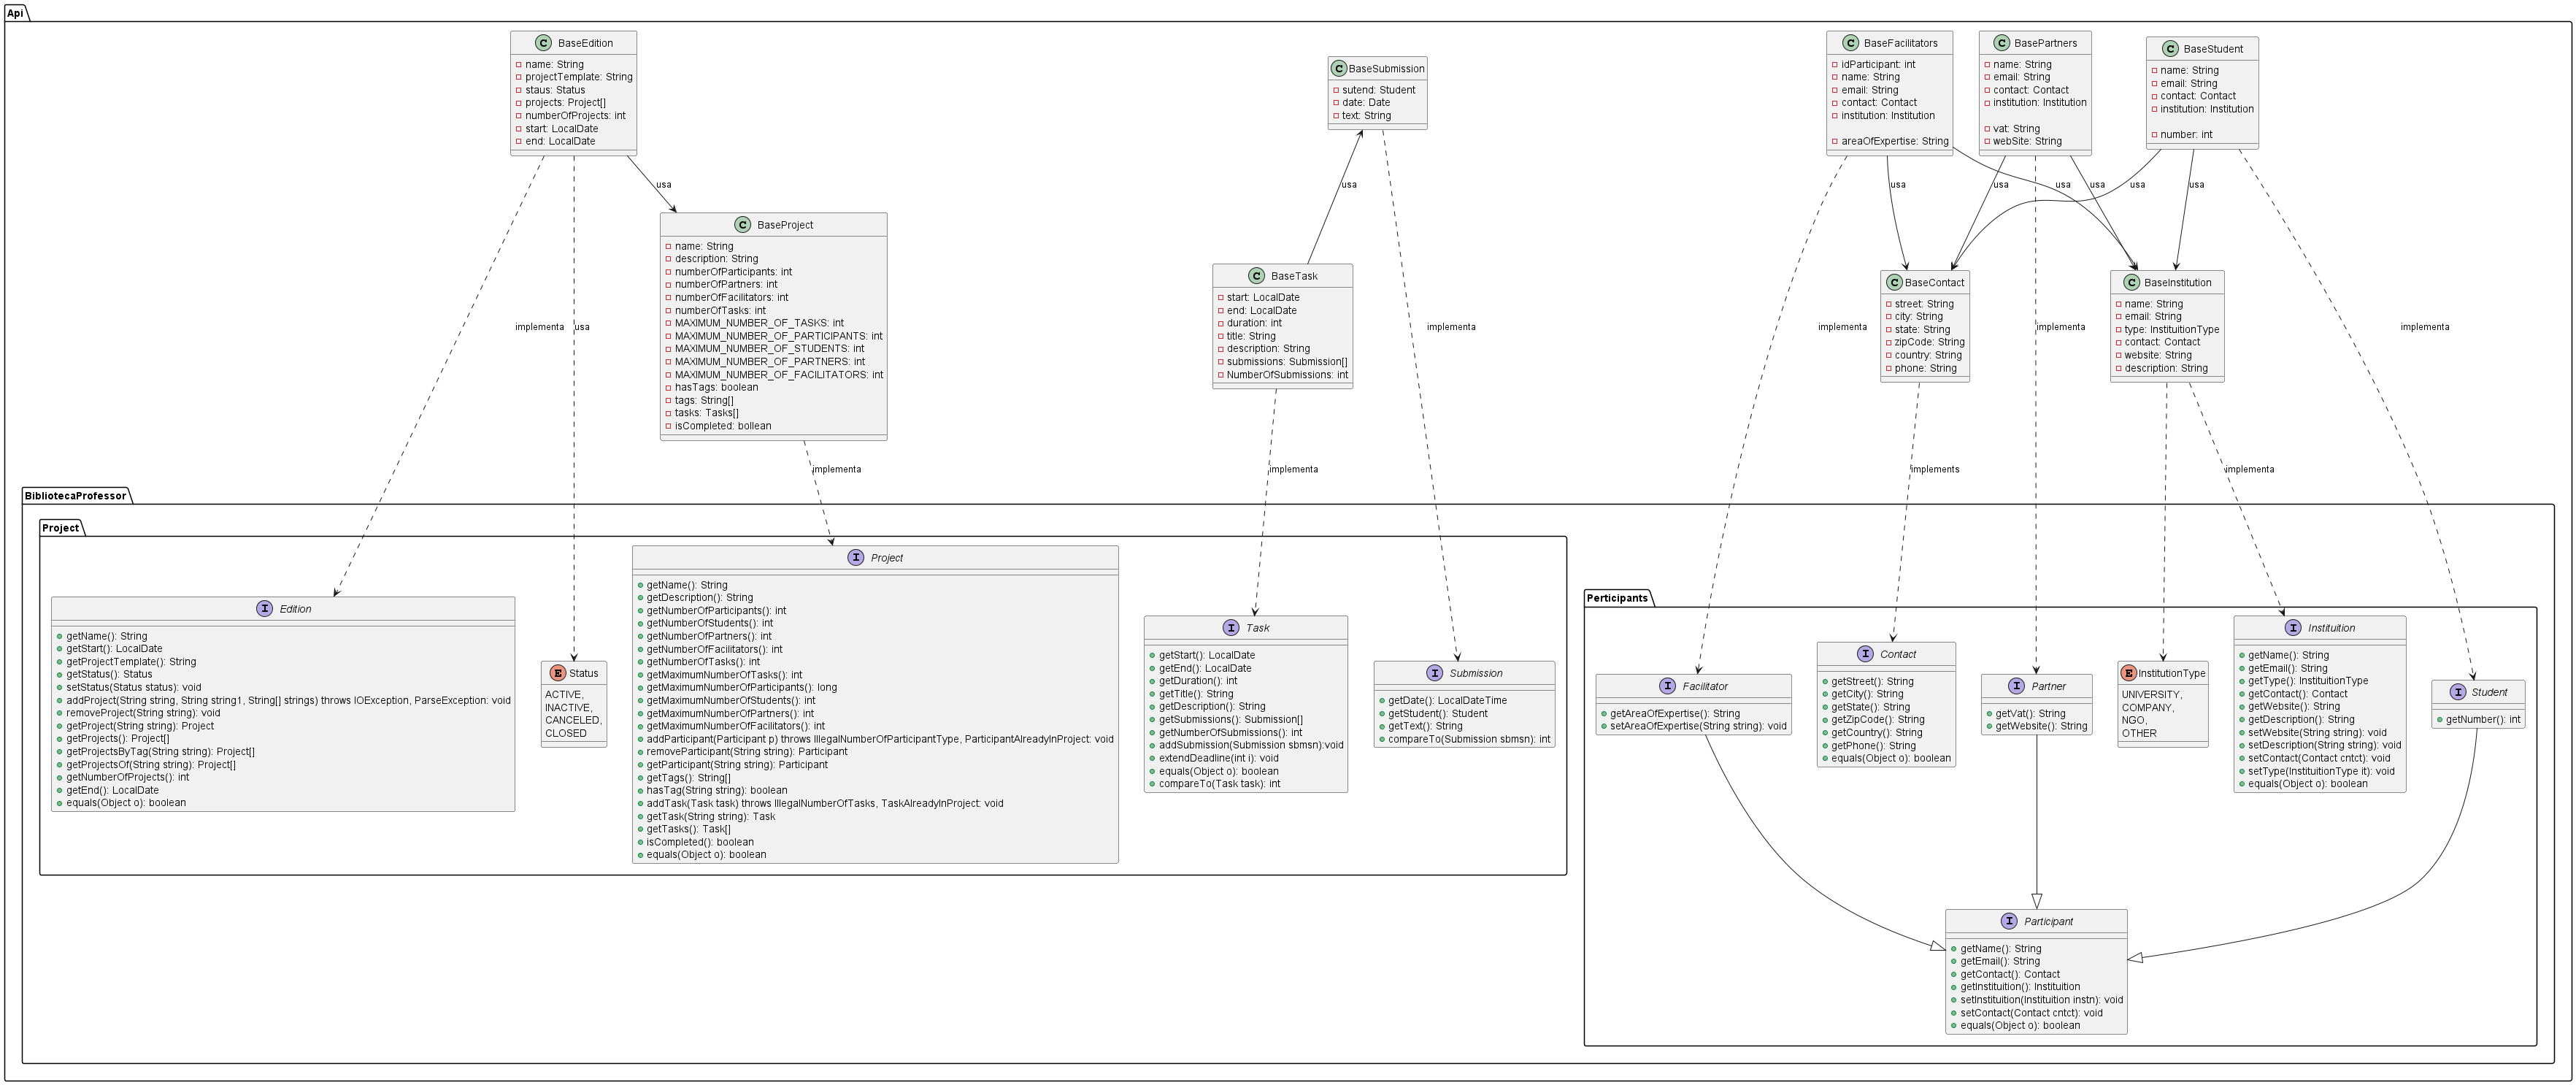 Api
BaseEdition
name: String
projectTemplate: String
staus: Status
projects: Project[]
numberOfProjects: int
start: LocalDate
end: LocalDate
BaseSubmission
sutend: Student
date: Date
text: String
BaseFacilitators
idParticipant: int
name: String
email: String
contact: Contact
institution: Institution
areaOfExpertise: String
BasePartners
name: String
email: String
contact: Contact
institution: Institution
vat: String
webSite: String
BaseStudent
name: String
email: String
contact: Contact
institution: Institution
number: int
usa
usa
usa
usa
usa
usa
usa
usa
BaseProject
name: String
description: String
numberOfParticipants: int
numberOfPartners: int
numberOfFacilitators: int
numberOfTasks: int
MAXIMUM_NUMBER_OF_TASKS: int
MAXIMUM_NUMBER_OF_PARTICIPANTS: int
MAXIMUM_NUMBER_OF_STUDENTS: int
MAXIMUM_NUMBER_OF_PARTNERS: int
MAXIMUM_NUMBER_OF_FACILITATORS: int
hasTags: boolean
tags: String[]
tasks: Tasks[]
isCompleted: bollean
BaseTask
start: LocalDate
end: LocalDate
duration: int
title: String
description: String
submissions: Submission[]
NumberOfSubmissions: int
BaseContact
street: String
city: String
state: String
zipCode: String
country: String
phone: String
BaseInstitution
name: String
email: String
type: InstituitionType
contact: Contact
website: String
description: String
implementa
usa
implementa
implementa
implementa
implementa
implementa
implementa
implements
implementa
BibliotecaProfessor
Project
Edition
getName(): String
getStart(): LocalDate
getProjectTemplate(): String
getStatus(): Status
setStatus(Status status): void
addProject(String string, String string1, String[] strings) throws IOException, ParseException: void
removeProject(String string): void
getProject(String string): Project
getProjects(): Project[]
getProjectsByTag(String string): Project[]
getProjectsOf(String string): Project[]
getNumberOfProjects(): int
getEnd(): LocalDate
equals(Object o): boolean
Status
ACTIVE,
INACTIVE,
CANCELED,
CLOSED
Project
getName(): String
getDescription(): String
getNumberOfParticipants(): int
getNumberOfStudents(): int
getNumberOfPartners(): int
getNumberOfFacilitators(): int
getNumberOfTasks(): int
getMaximumNumberOfTasks(): int
getMaximumNumberOfParticipants(): long
getMaximumNumberOfStudents(): int
getMaximumNumberOfPartners(): int
getMaximumNumberOfFacilitators(): int
addParticipant(Participant p) throws IllegalNumberOfParticipantType, ParticipantAlreadyInProject: void
removeParticipant(String string): Participant
getParticipant(String string): Participant
getTags(): String[]
hasTag(String string): boolean
addTask(Task task) throws IllegalNumberOfTasks, TaskAlreadyInProject: void
getTask(String string): Task
getTasks(): Task[]
isCompleted(): boolean
equals(Object o): boolean
Task
getStart(): LocalDate
getEnd(): LocalDate
getDuration(): int
getTitle(): String
getDescription(): String
getSubmissions(): Submission[]
getNumberOfSubmissions(): int
addSubmission(Submission sbmsn):void
extendDeadline(int i): void
equals(Object o): boolean
compareTo(Task task): int
Submission
getDate(): LocalDateTime
getStudent(): Student
getText(): String
compareTo(Submission sbmsn): int
Perticipants
Facilitator
getAreaOfExpertise(): String
setAreaOfExpertise(String string): void
Contact
getStreet(): String
getCity(): String
getState(): String
getZipCode(): String
getCountry(): String
getPhone(): String
equals(Object o): boolean
Partner
getVat(): String
getWebsite(): String
InstitutionType
UNIVERSITY,
COMPANY,
NGO,
OTHER
Instituition
getName(): String
getEmail(): String
getType(): InstituitionType
getContact(): Contact
getWebsite(): String
getDescription(): String
setWebsite(String string): void
setDescription(String string): void
setContact(Contact cntct): void
setType(InstituitionType it): void
equals(Object o): boolean
Student
getNumber(): int
Participant
getName(): String
getEmail(): String
getContact(): Contact
getInstituition(): Instituition
setInstituition(Instituition instn): void
setContact(Contact cntct): void
equals(Object o): boolean